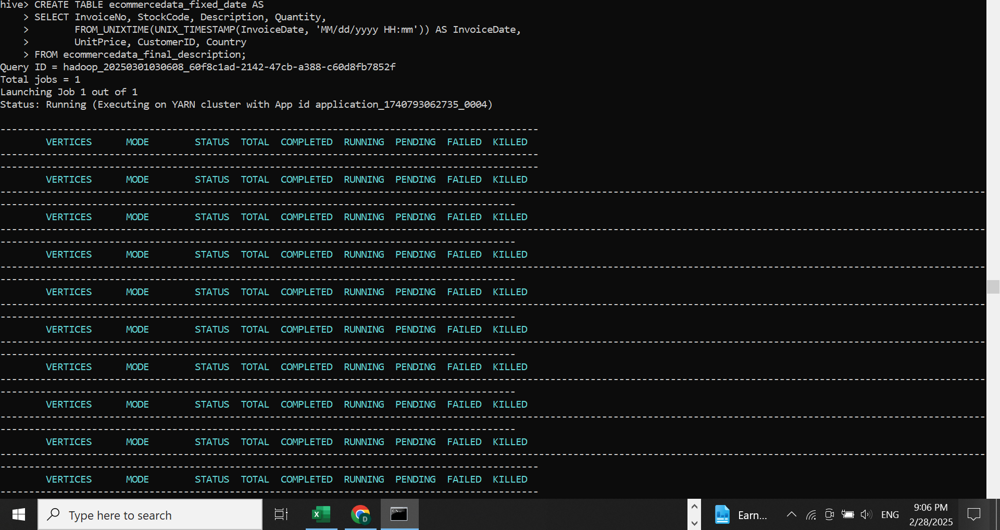 hive> CREATE TABLE ecommercedata_fixed_date AS
    > SELECT InvoiceNo, StockCode, Description, Quantity,
    >        FROM_UNIXTIME(UNIX_TIMESTAMP(InvoiceDate, 'MM/dd/yyyy HH:mm')) AS InvoiceDate,
    >        UnitPrice, CustomerID, Country
    > FROM ecommercedata_final_description;
Query ID = hadoop_20250301030608_60f8c1ad-2142-47cb-a388-c60d8fb7852f
Total jobs = 1
Launching Job 1 out of 1
Status: Running (Executing on YARN cluster with App id application_1740793062735_0004)
----------------------------------------------------------------------------------------------
        VERTICES      MODE        STATUS  TOTAL  COMPLETED  RUNNING  PENDING  FAILED  KILLED
----------------------------------------------------------------------------------------------
----------------------------------------------------------------------------------------------
        VERTICES      MODE        STATUS  TOTAL  COMPLETED  RUNNING  PENDING  FAILED  KILLED
----------------------------------------------------------------------------------------------
----------------------------------------------------------------------------------------------
        VERTICES      MODE        STATUS  TOTAL  COMPLETED  RUNNING  PENDING  FAILED  KILLED
----------------------------------------------------------------------------------------------
----------------------------------------------------------------------------------------------
        VERTICES      MODE        STATUS  TOTAL  COMPLETED  RUNNING  PENDING  FAILED  KILLED
----------------------------------------------------------------------------------------------
----------------------------------------------------------------------------------------------
        VERTICES      MODE        STATUS  TOTAL  COMPLETED  RUNNING  PENDING  FAILED  KILLED
----------------------------------------------------------------------------------------------
----------------------------------------------------------------------------------------------
        VERTICES      MODE        STATUS  TOTAL  COMPLETED  RUNNING  PENDING  FAILED  KILLED
----------------------------------------------------------------------------------------------
----------------------------------------------------------------------------------------------
        VERTICES      MODE        STATUS  TOTAL  COMPLETED  RUNNING  PENDING  FAILED  KILLED
----------------------------------------------------------------------------------------------
----------------------------------------------------------------------------------------------
        VERTICES      MODE        STATUS  TOTAL  COMPLETED  RUNNING  PENDING  FAILED  KILLED
----------------------------------------------------------------------------------------------
----------------------------------------------------------------------------------------------
        VERTICES      MODE        STATUS  TOTAL  COMPLETED  RUNNING  PENDING  FAILED  KILLED
----------------------------------------------------------------------------------------------
----------------------------------------------------------------------------------------------
        VERTICES      MODE        STATUS  TOTAL  COMPLETED  RUNNING  PENDING  FAILED  KILLED
----------------------------------------------------------------------------------------------
Type here to search
Earn...
ENG
9:06 PM
2/28/2025